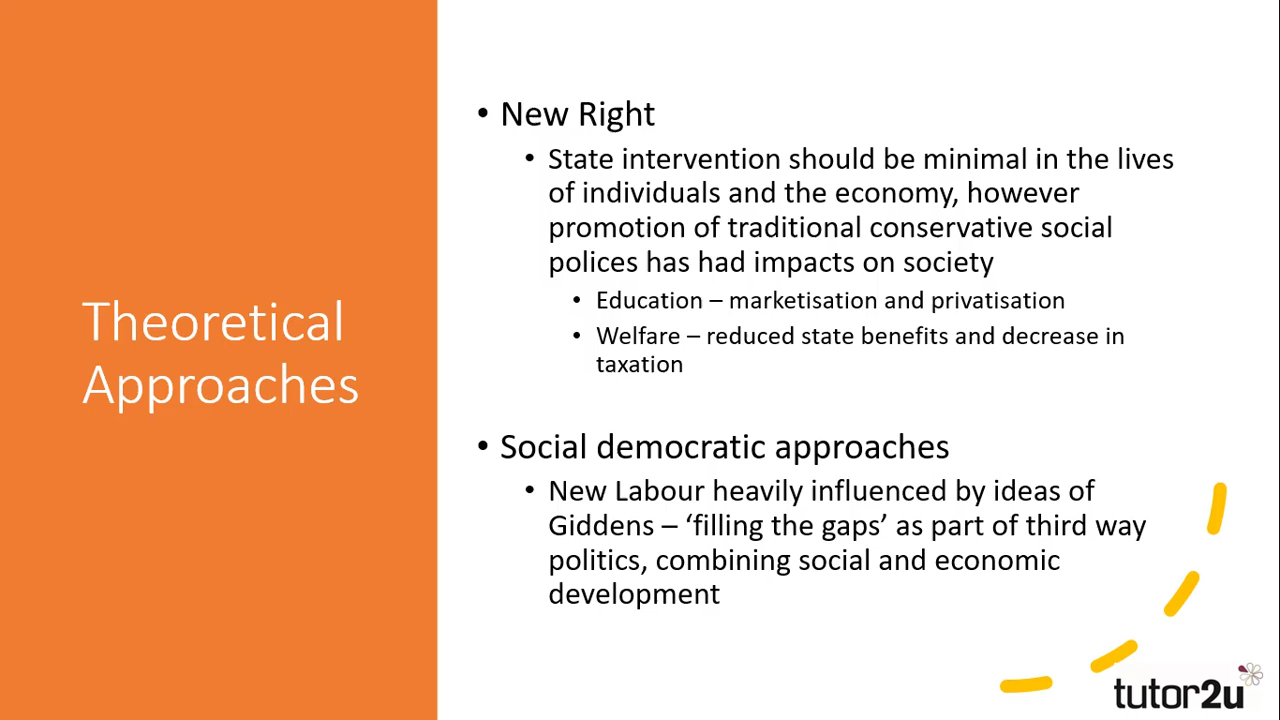 Theoretical
Approaches
• New Right
• State intervention should be minimal in the lives
of individuals and the economy, however
promotion of traditional conservative social
polices has had impacts on society
• Education – marketisation and privatisation
• Welfare – reduced state benefits and decrease in
taxation
• Social democratic approaches
• New Labour heavily influenced by ideas of
Giddens – ‘filling the gaps’ as part of third way
politics, combining social and economic
development
tutor2u